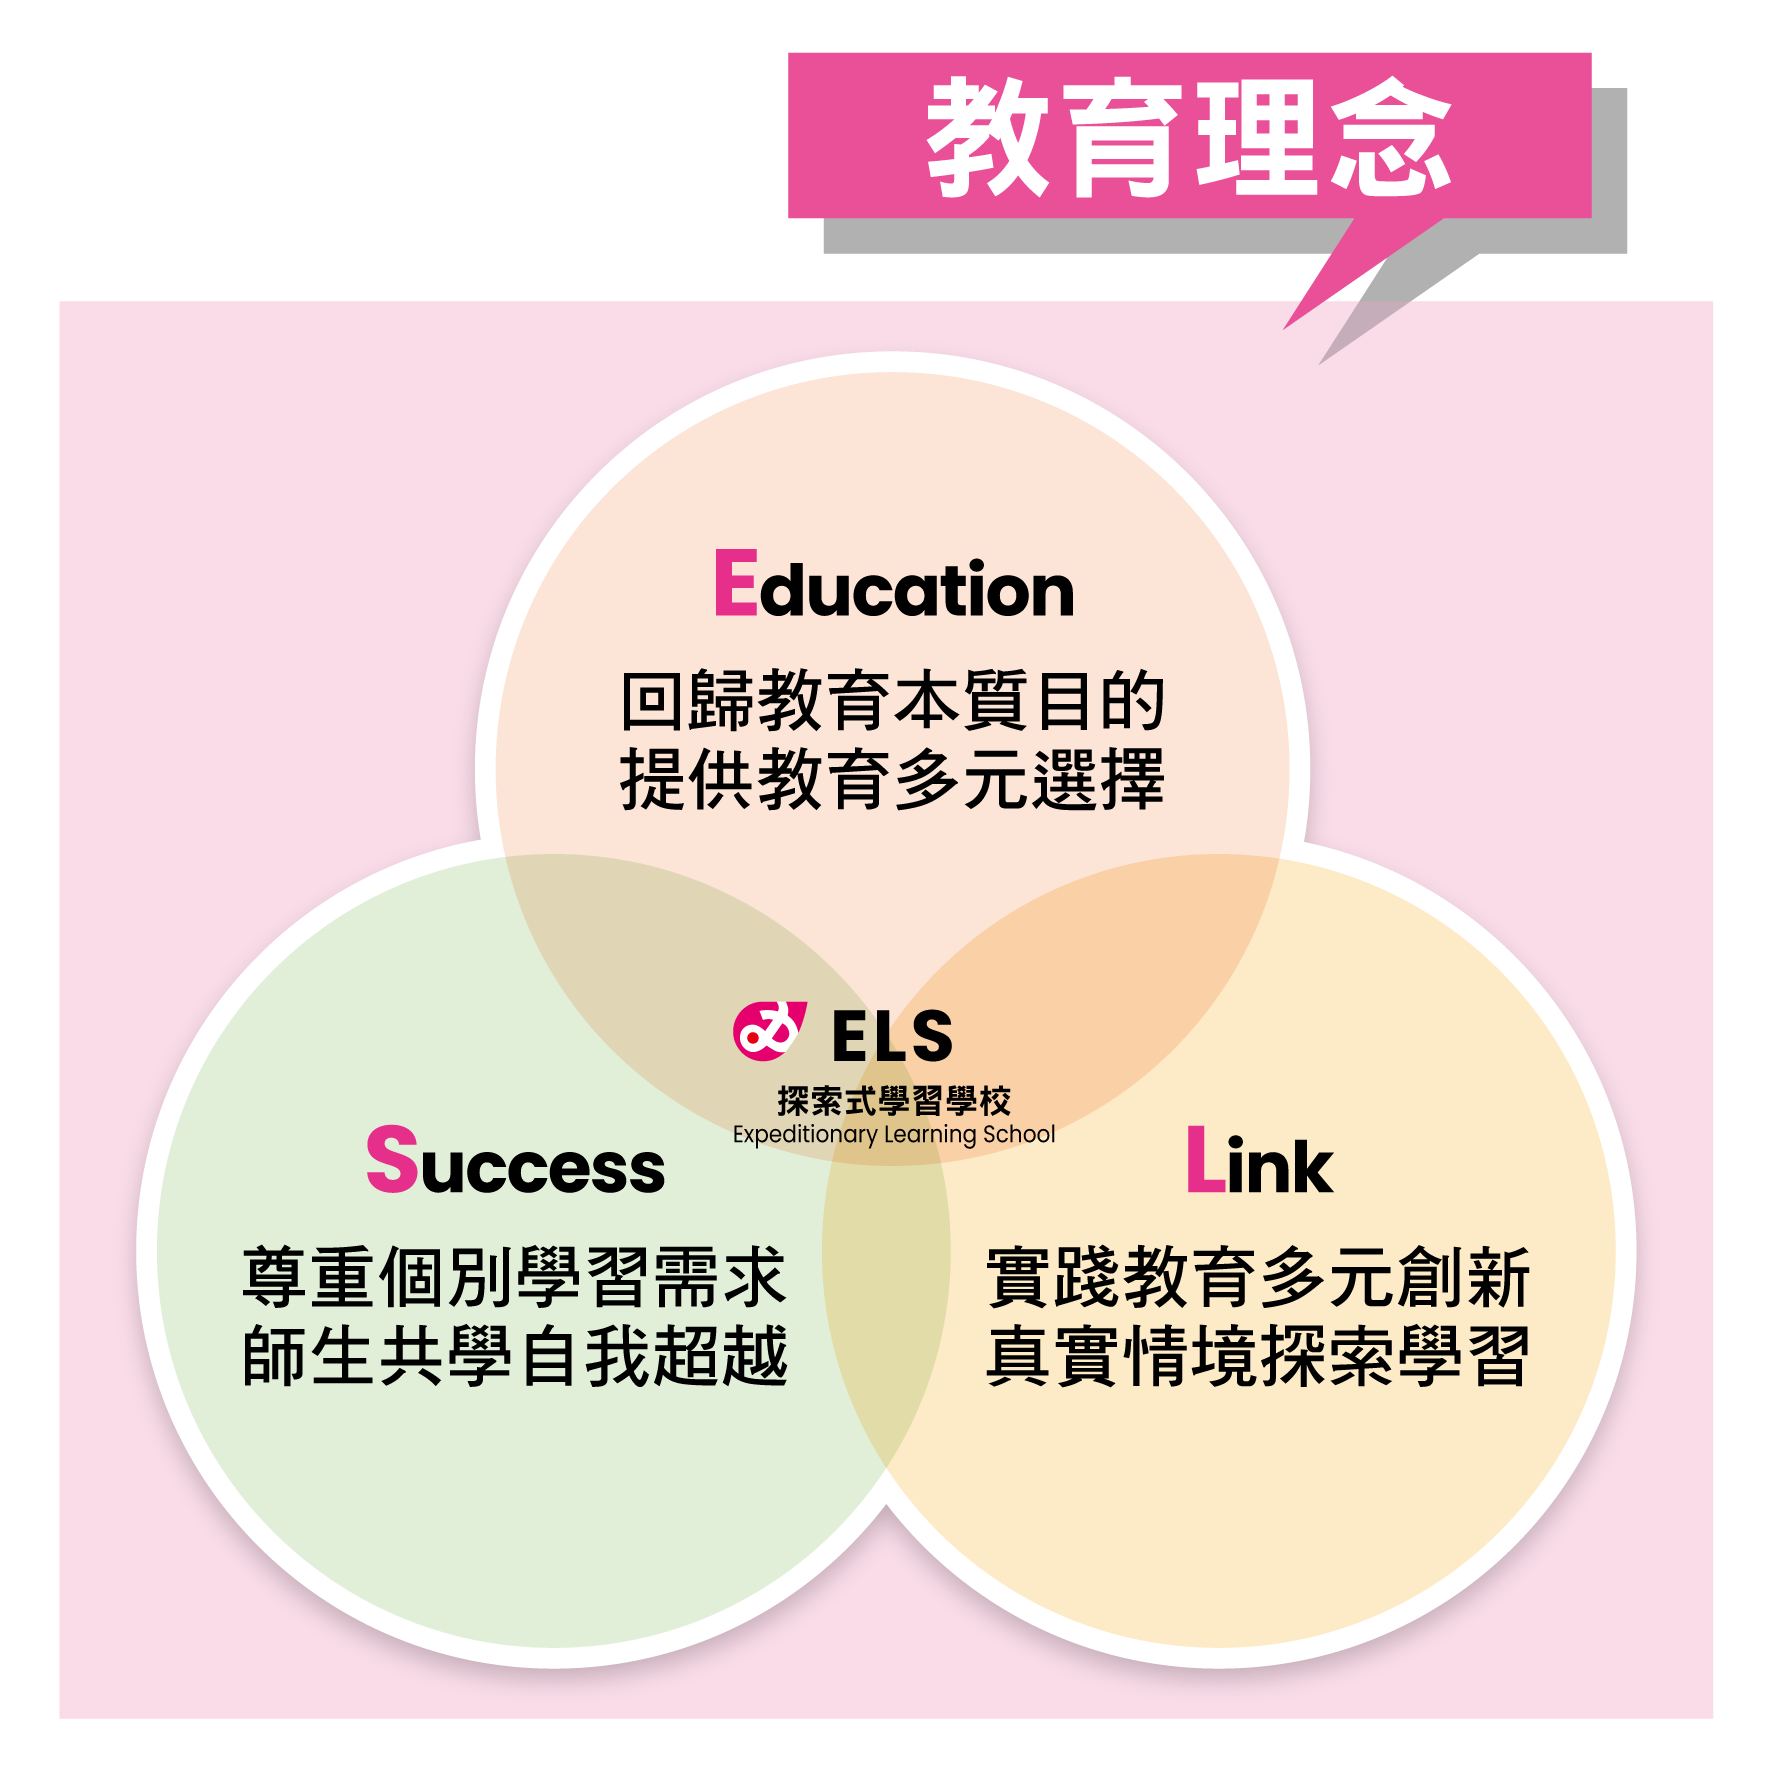 教育理念
Education
回歸教育本質目的
提供教育多元選擇
ELS
探索式學習學校
Expeditionary Learning School
Success
尊重個別學習需求
師生共學自我超越
Link
實踐教育多元創新
真實情境探索學習